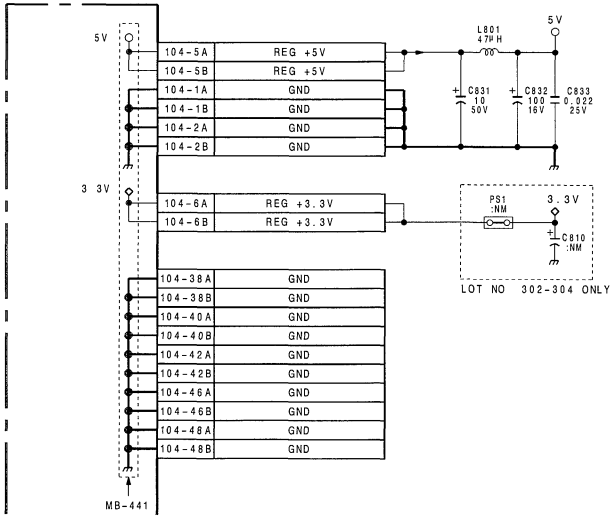 5V
104-5A REG +5V
104-5B REG +5V
104-1A GND
104-1B GND
104-2A GND
104-2B GND
L801
47µH
5V
+ C831
10
50V
+ C832
100
16V
C833
0.022
25V
3 3V
104-6A REG +3.3V
104-6B REG +3.3V
PS1
:NM
3.3V
+ C810
:NM
LOT NO 302-304 ONLY
104-38A GND
104-38B GND
104-40A GND
104-40B GND
104-42A GND
104-42B GND
104-46A GND
104-46B GND
104-48A GND
104-48B GND
MB-441